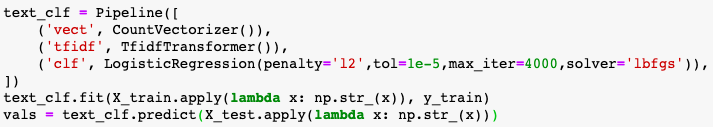 text_clf = Pipeline([
    ('vect', CountVectorizer()),
    ('tfidf', TfidfTransformer()),
    ('clf', LogisticRegression(penalty='l2',tol=1e-5,max_iter=4000,solver='lbfgs')),
])
text_clf.fit(X_train.apply(lambda x: np.str_(x)), y_train)
vals = text_clf.predict(X_test.apply(lambda x: np.str_(x)))